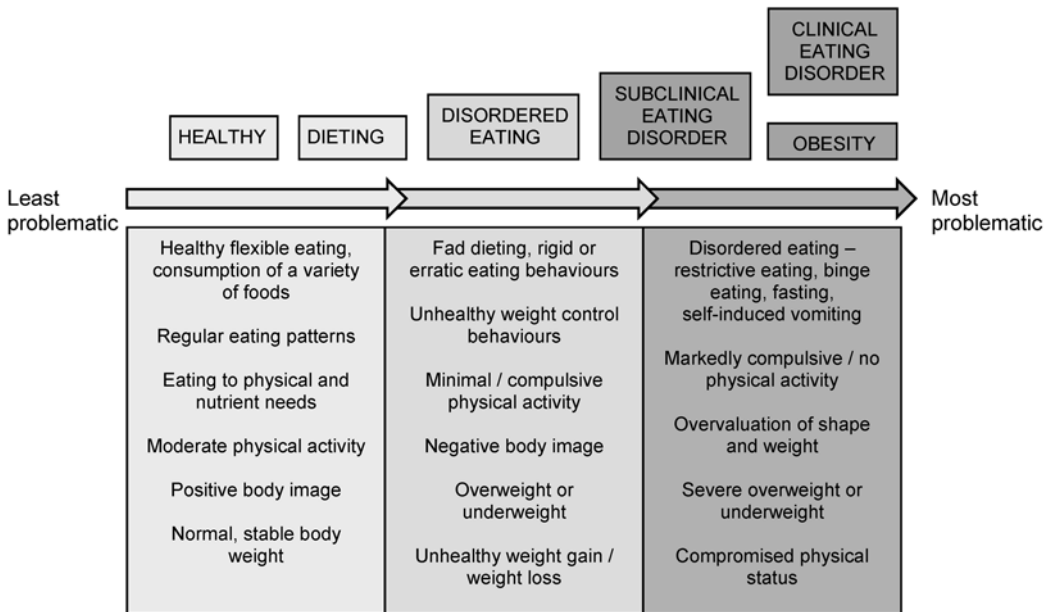 CLINICAL
EATING
DISORDER
SUBCLINICAL
EATING
DISORDER
DISORDERED
EATING
HEALTHY
DIETING
OBESITY
Least
problematic
Most
problematic
Healthy flexible eating,
consumption of a variety
of foods
Regular eating patterns
Eating to physical and
nutrient needs
Moderate physical activity
Positive body image
Normal, stable body
weight
Fad dieting, rigid or
erratic eating behaviours
Unhealthy weight control
behaviours
Minimal / compulsive
physical activity
Negative body image
Overweight or
underweight
Unhealthy weight gain /
weight loss
Disordered eating –
restrictive eating, binge
eating, fasting,
self-induced vomiting
Markedly compulsive / no
physical activity
Overvaluation of shape
and weight
Severe overweight or
underweight
Compromised physical
status